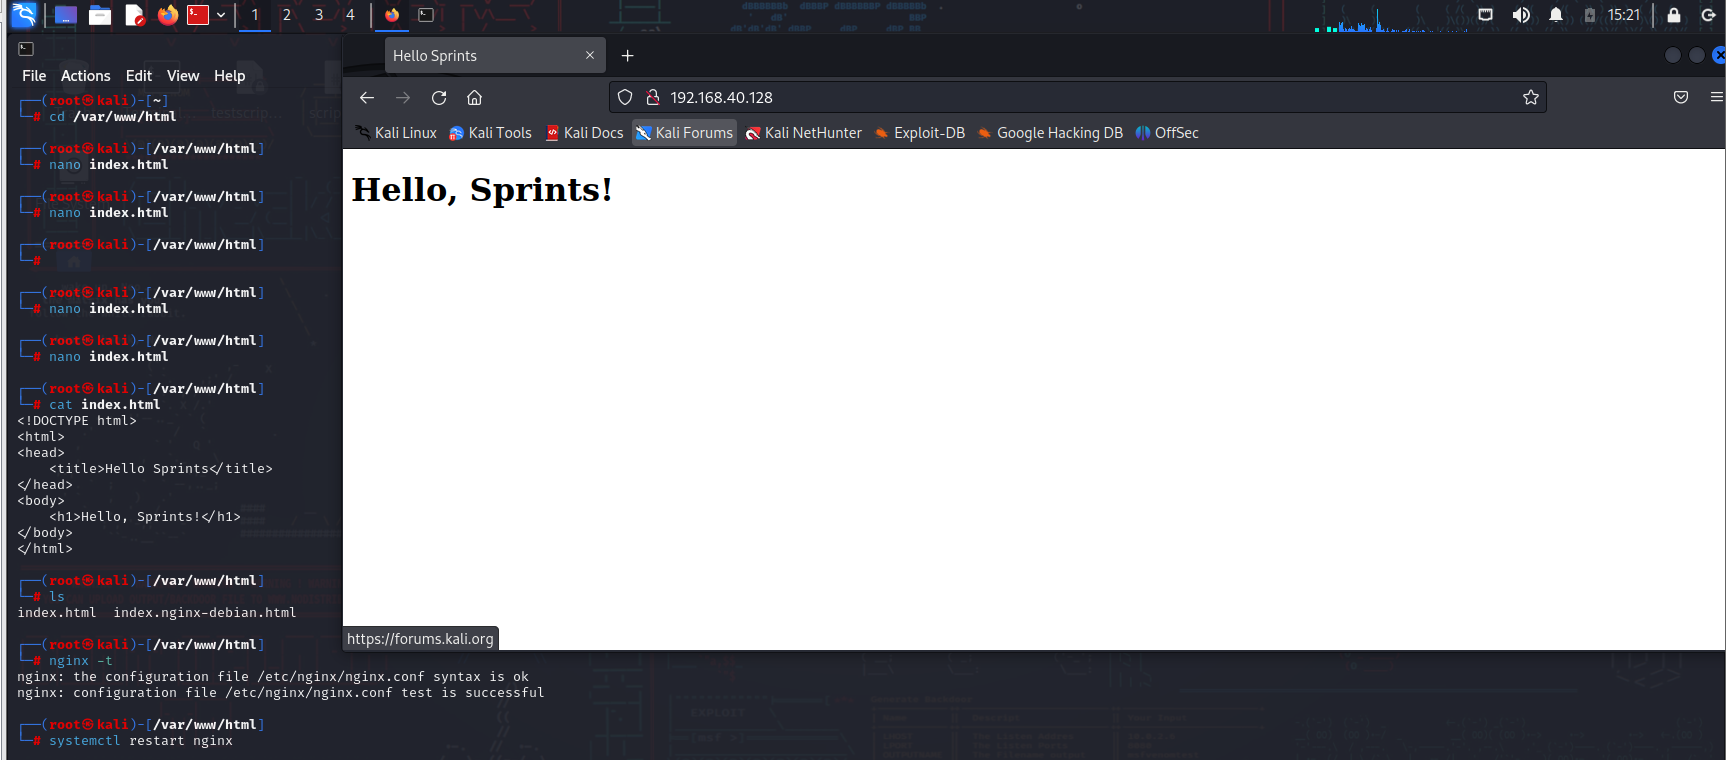 1 2 3 4
15:21
File Actions Edit View Help
┌──(root㉿kali)-[~]
└─# cd /var/www/html
┌──(root㉿kali)-[/var/www/html]
└─# nano index.html
┌──(root㉿kali)-[/var/www/html]
└─# nano index.html
┌──(root㉿kali)-[/var/www/html]
└─#
┌──(root㉿kali)-[/var/www/html]
└─# nano index.html
┌──(root㉿kali)-[/var/www/html]
└─# nano index.html
┌──(root㉿kali)-[/var/www/html]
└─# cat index.html
<!DOCTYPE html>
<html>
<head>
    <title>Hello Sprints</title>
</head>
<body>
    <h1>Hello, Sprints!</h1>
</body>
</html>
┌──(root㉿kali)-[/var/www/html]
└─# ls
index.html  index.nginx-debian.html
┌──(root㉿kali)-[/var/www/html]
└─# nginx -t
nginx: the configuration file /etc/nginx/nginx.conf syntax is ok
nginx: configuration file /etc/nginx/nginx.conf test is successful
┌──(root㉿kali)-[/var/www/html]
└─# systemctl restart nginx
Hello Sprints
192.168.40.128
Kali Linux Kali Tools Kali Docs Kali Forums Kali NetHunter Exploit-DB Google Hacking DB OffSec
Hello, Sprints!
https://forums.kali.org